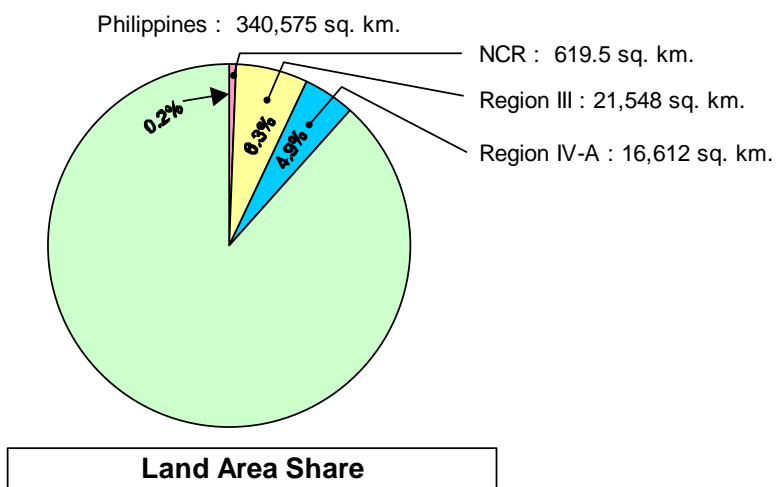 Philippines : 340,575 sq. km.
NCR : 619.5 sq. km.
Region III : 21,548 sq. km.
Region IV-A : 16,612 sq. km.
0.2%
6.3%
4.9%
Land Area Share